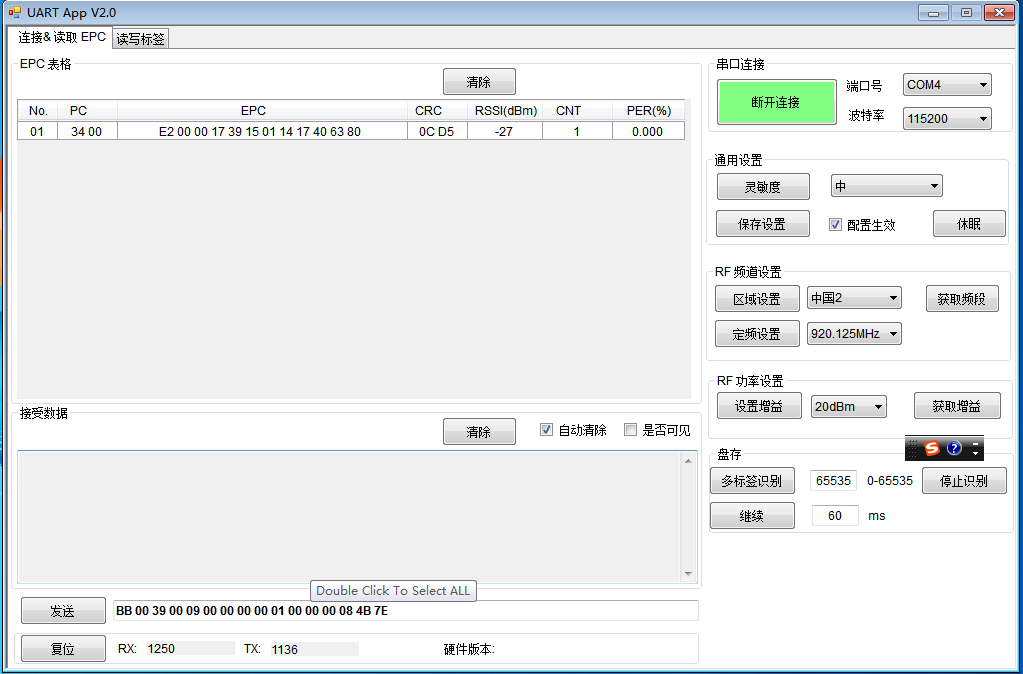 UART App V2.0
连接&读取 EPC 读写标签
EPC 表格
清除
No. PC EPC CRC RSSI(dBm) CNT PER(%)
01 34 00 E2 00 00 17 39 15 01 14 17 40 63 80 0C D5 -27 1 0.000
接受数据
清除 自动清除 是否可见
Double Click To Select ALL
发送 BB 00 39 00 09 00 00 00 00 01 00 00 00 08 4B 7E
复位 RX: 1250 TX: 1136 硬件版本:
串口连接
断开连接 端口号 COM4
波特率 115200
通用设置
灵敏度 中
保存设置 配置生效 休眠
RF 频道设置
区域设置 中国2 获取频段
定频设置 920.125MHz
RF 功率设置
设置增益 20dBm 获取增益
S ?
盘存
多标签识别 65535 0-65535 停止识别
继续 60 ms